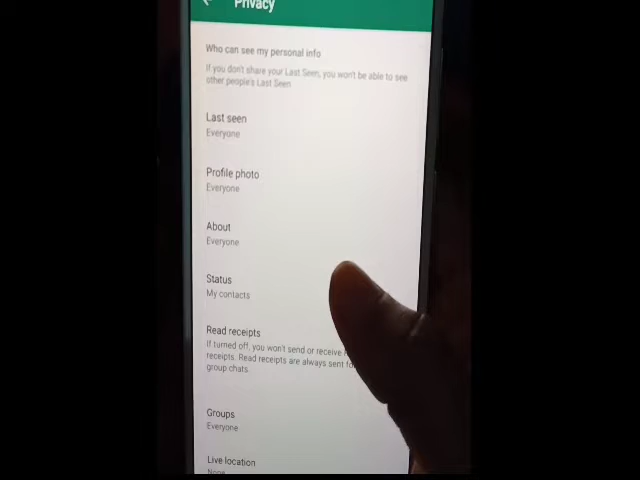 Privacy
Who can see my personal info
If you don't share your Last Seen, you won't be able to see
other people's Last Seen
Last seen
Everyone
Profile photo
Everyone
About
Everyone
Status
My contacts
Read receipts
If turned off, you won't send or receive
receipts. Read receipts are always sent
group chats.
Groups
Everyone
Live location
None